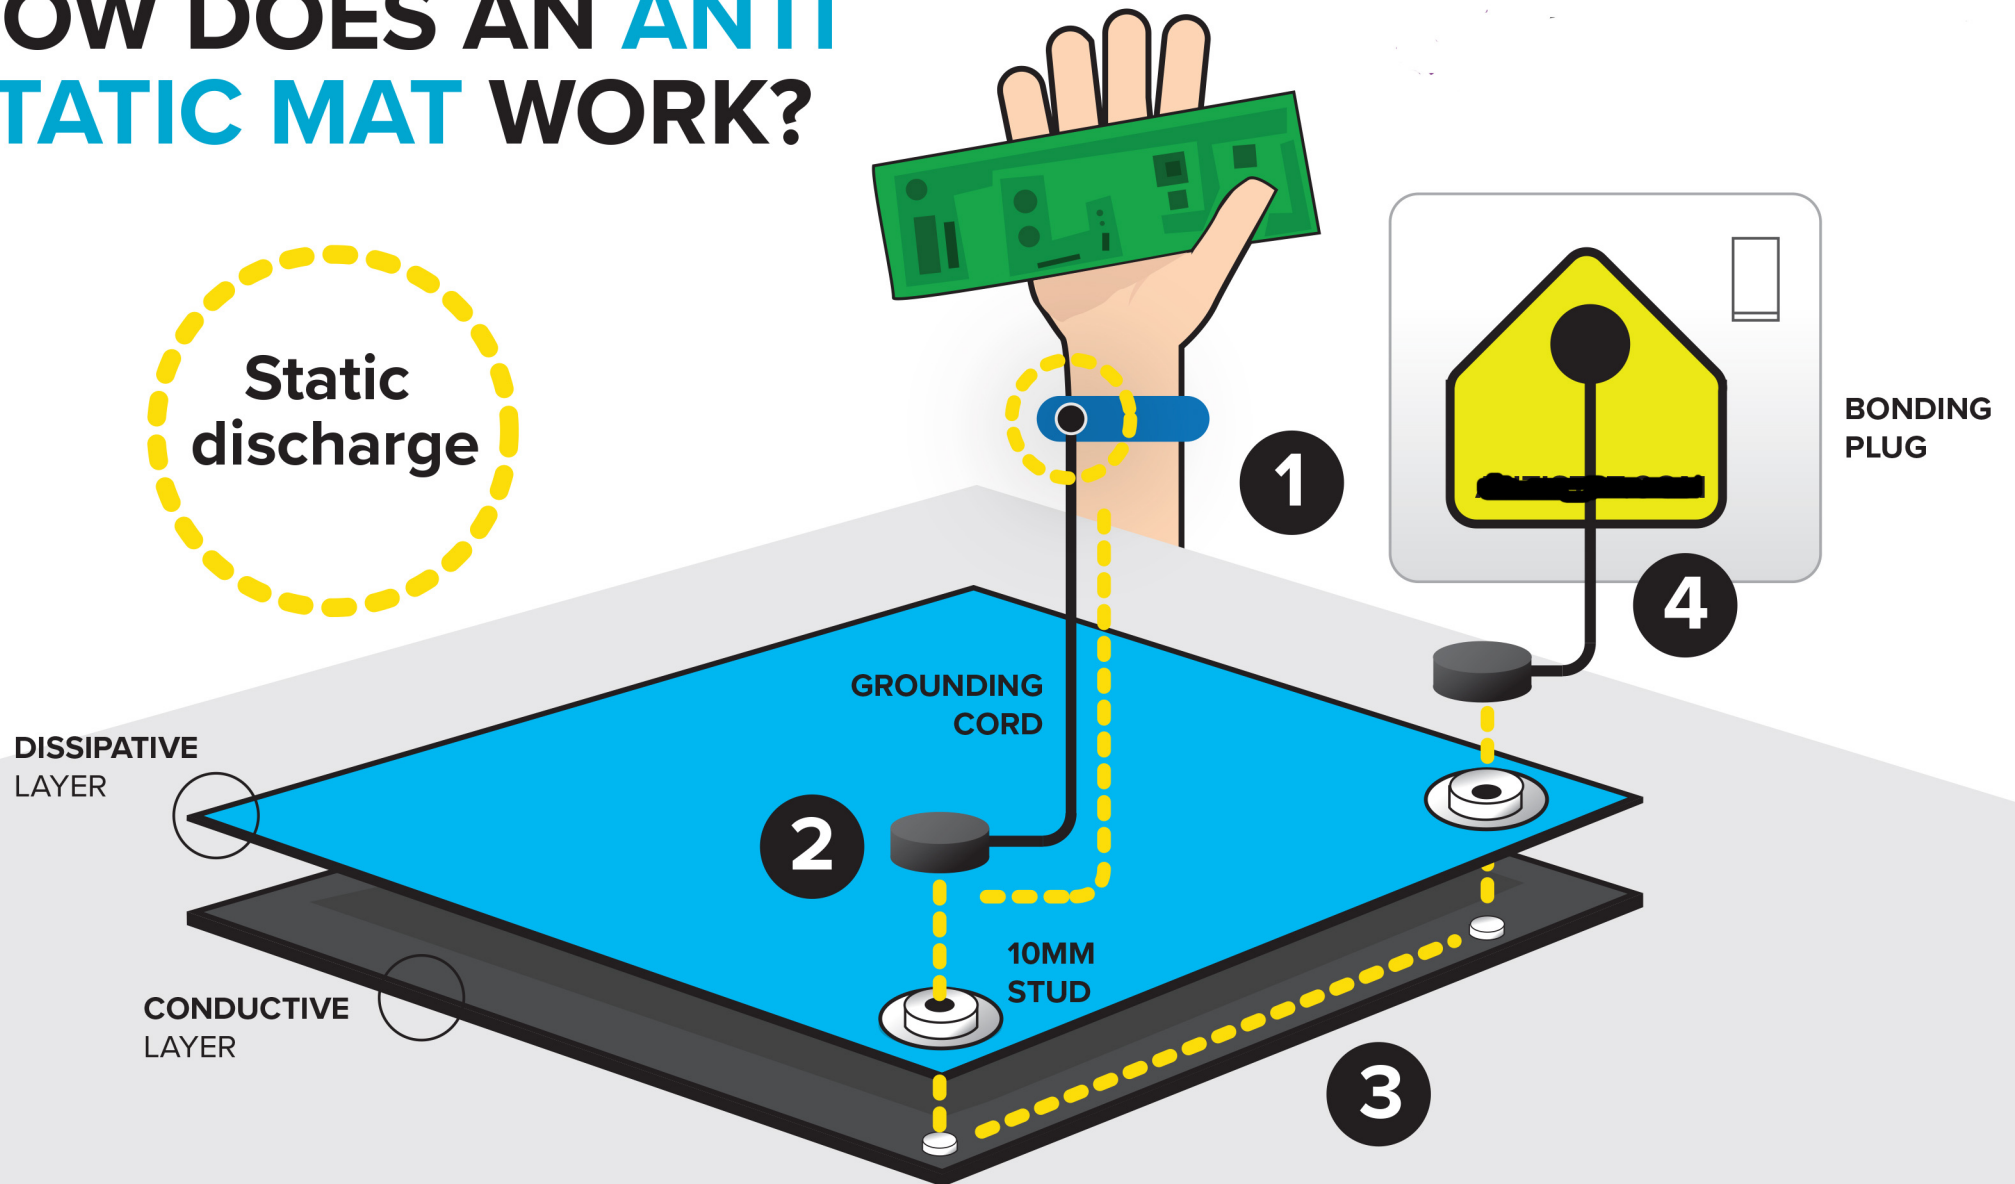 OW DOES AN ANTI
TATIC MAT WORK?
Static
discharge
1
BONDING
PLUG
4
GROUNDING
CORD
DISSIPATIVE
LAYER
2
10MM
STUD
CONDUCTIVE
LAYER
3